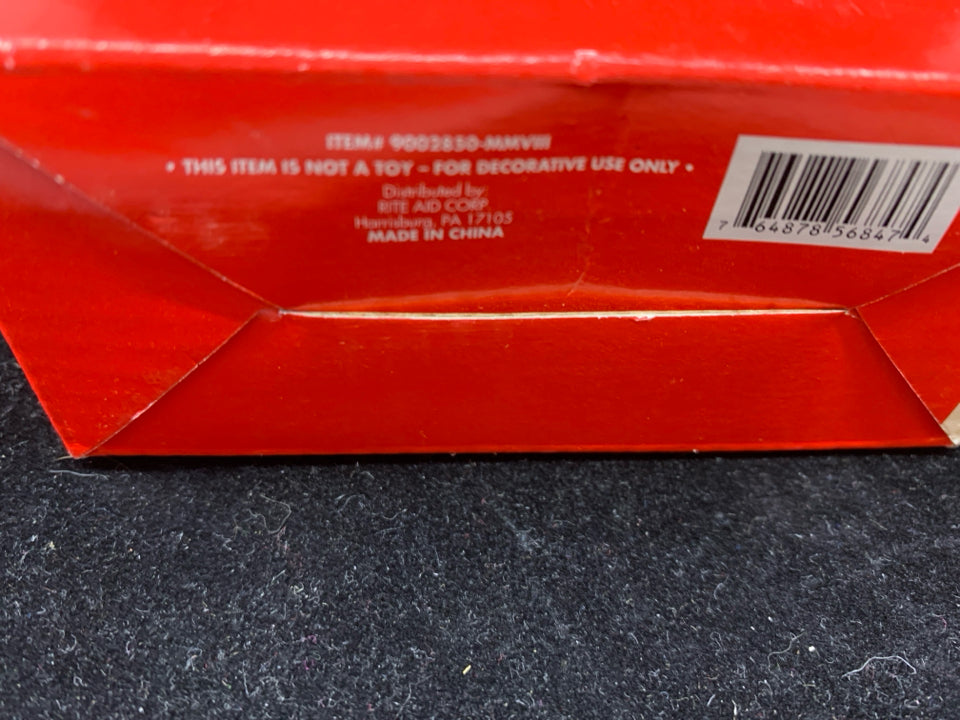 ITEM# 9002850-MMVIII
• THIS ITEM IS NOT A TOY – FOR DECORATIVE USE ONLY •
Distributed by:
RITE AID CORP
Harrisburg, PA 17105
MADE IN CHINA
7 64878 56847 4